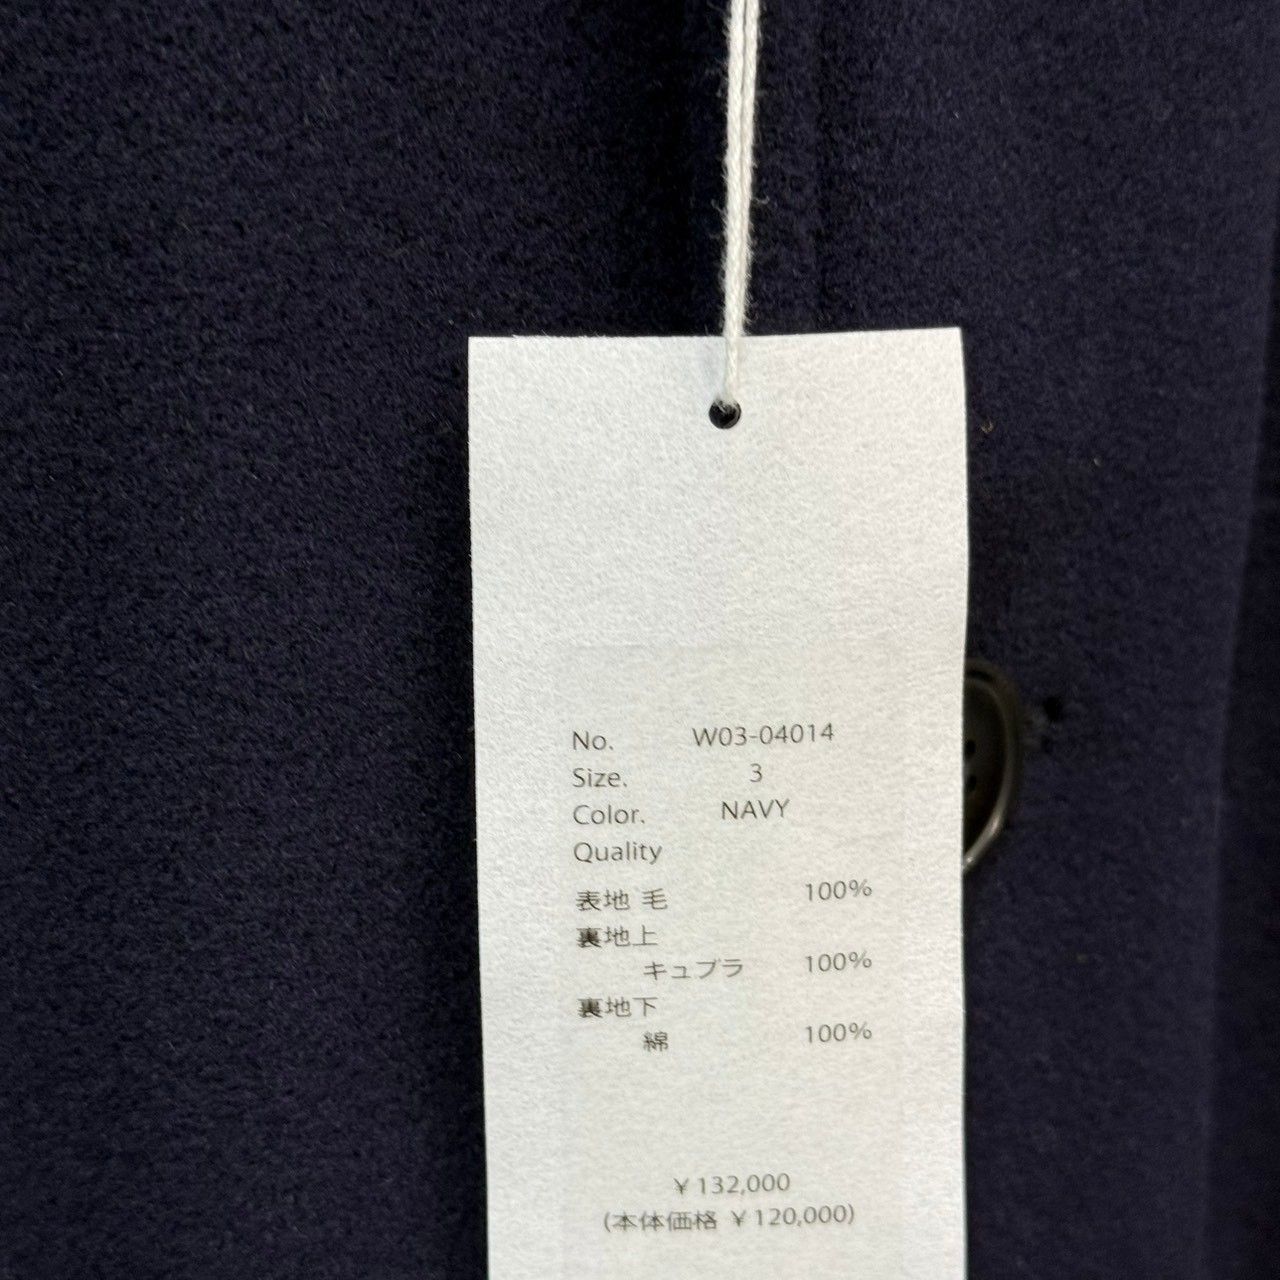 No. W03-04014
Size. 3
Color. NAVY
Quality
表地 毛 100%
裏地上
キュプラ 100%
裏地下
綿 100%
¥132,000
(本体価格 ¥120,000)